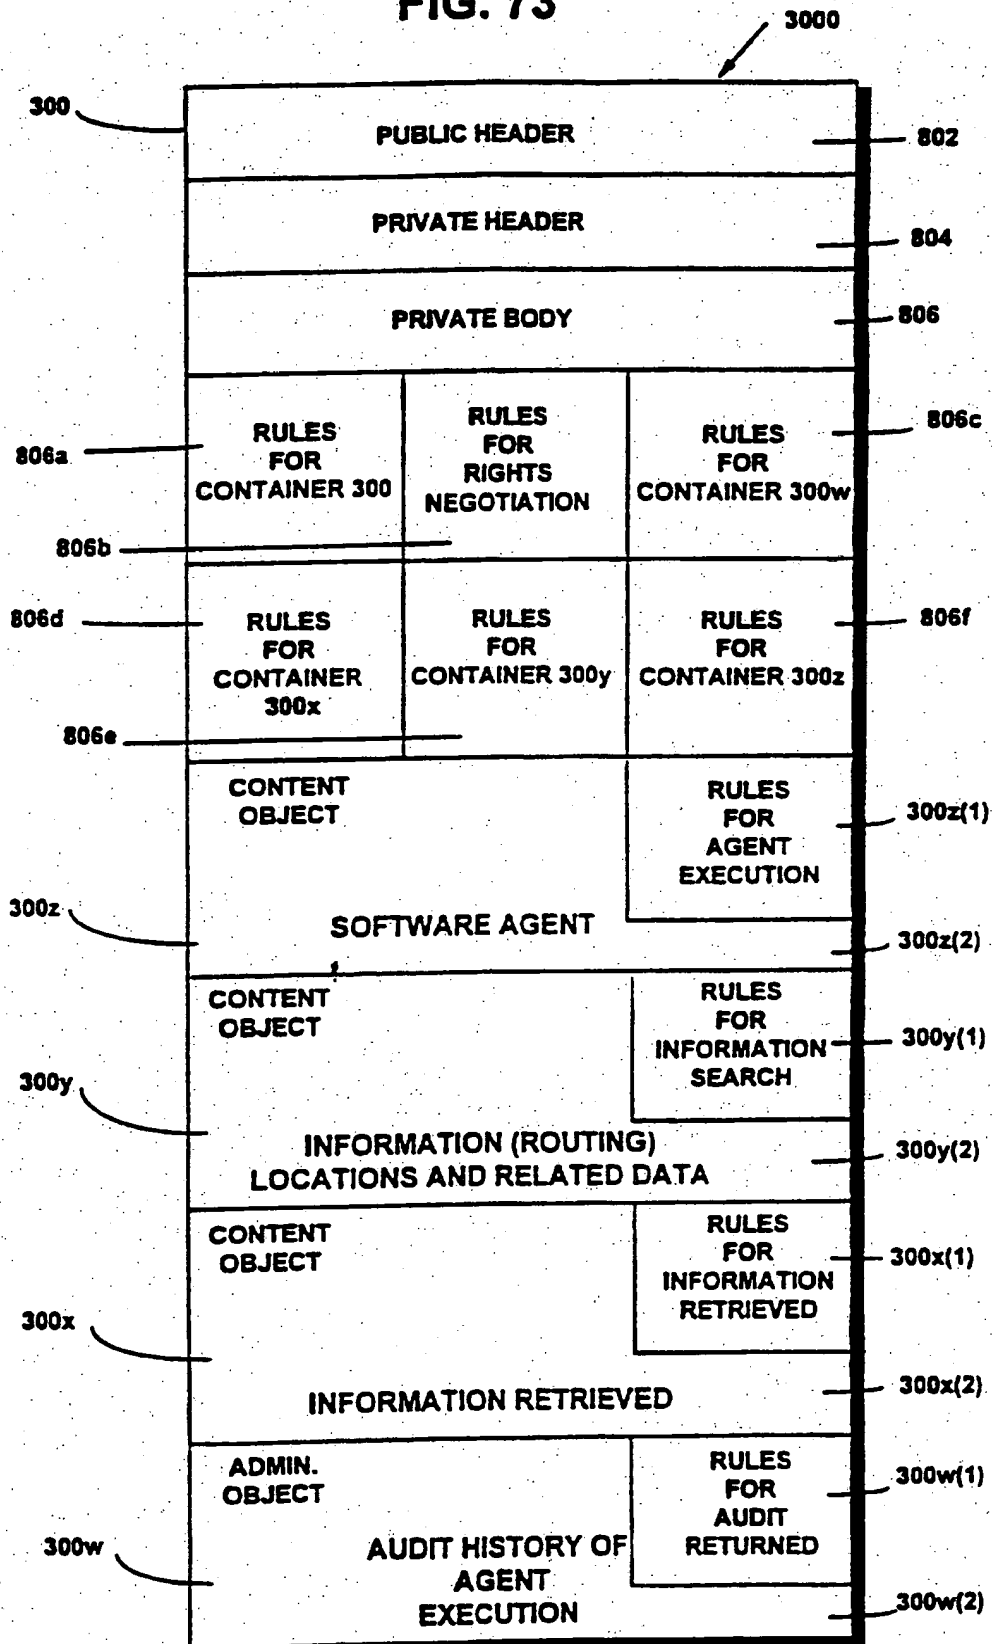 FIG. 73
3000
300
PUBLIC HEADER
802
PRIVATE HEADER
804
PRIVATE BODY
806
806a
RULES
FOR
CONTAINER 300
806b
RULES
FOR
RIGHTS
NEGOTIATION
RULES
FOR
CONTAINER 300w
806c
806d
RULES
FOR
CONTAINER
300x
806e
RULES
FOR
CONTAINER 300y
RULES
FOR
CONTAINER 300z
806f
CONTENT
OBJECT
RULES
FOR
AGENT
EXECUTION
300z(1)
300z
SOFTWARE AGENT
300z(2)
CONTENT
OBJECT
RULES
FOR
INFORMATION
SEARCH
300y(1)
300y
INFORMATION (ROUTING)
LOCATIONS AND RELATED DATA
300y(2)
CONTENT
OBJECT
RULES
FOR
INFORMATION
RETRIEVED
300x(1)
300x
INFORMATION RETRIEVED
300x(2)
ADMIN.
OBJECT
RULES
FOR
AUDIT
RETURNED
300w(1)
300w
AUDIT HISTORY OF
AGENT
EXECUTION
300w(2)